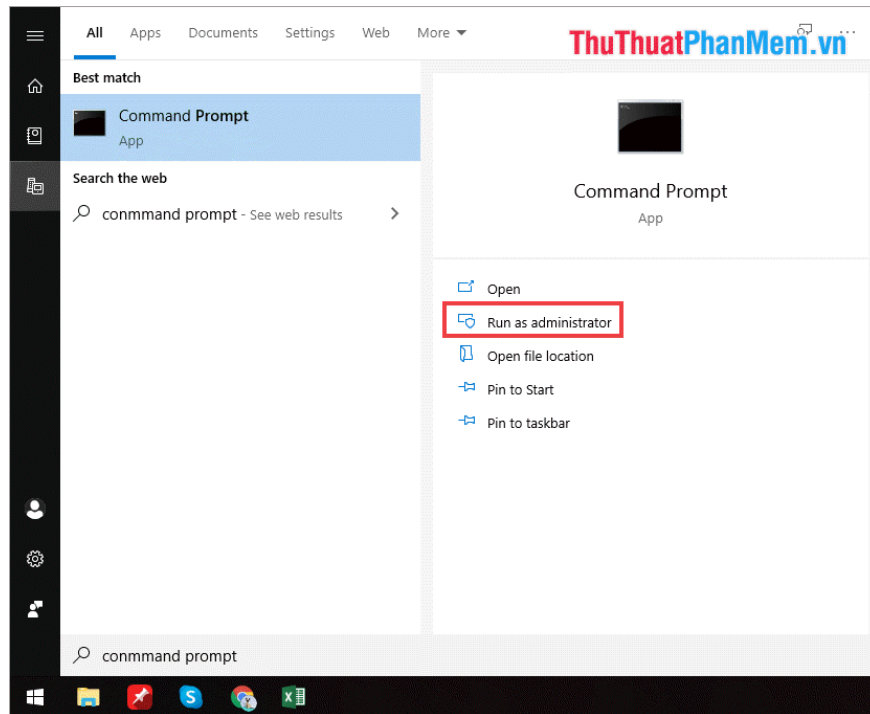 All Apps Documents Settings Web More
ThuThuatPhanMem.vn
Best match
Command Prompt
App
Search the web
conmmand prompt - See web results
Command Prompt
App
Open
Run as administrator
Open file location
Pin to Start
Pin to taskbar
conmmand prompt